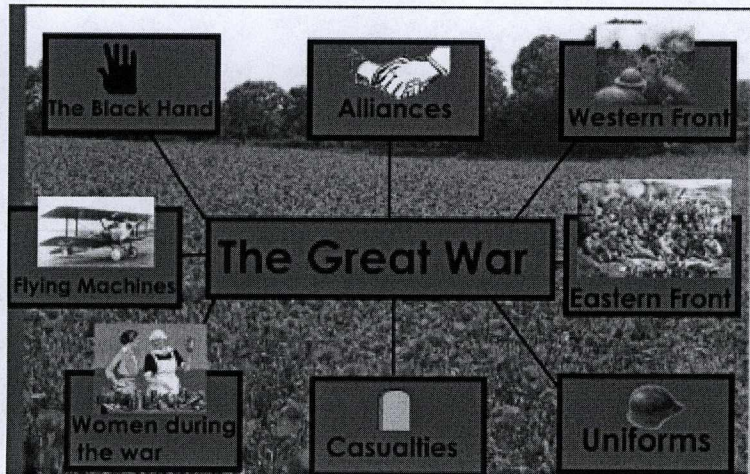 The Black Hand
Alliances
Western Front
The Great War
Flying Machines
Eastern Front
Women during
the war
Casualties
Uniforms